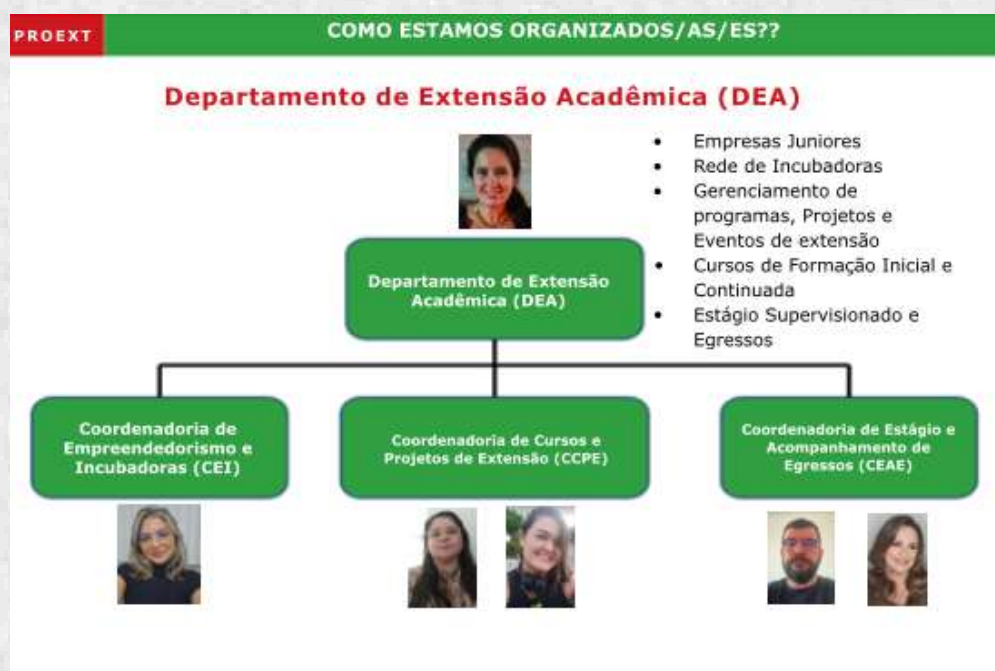 PROEXT
COMO ESTAMOS ORGANIZADOS/AS/ES??
Departamento de Extensão Acadêmica (DEA)
• Empresas Juniores
• Rede de Incubadoras
• Gerenciamento de
programas, Projetos e
Eventos de extensão
• Cursos de Formação Inicial e
Continuada
• Estágio Supervisionado e
Egressos
Departamento de Extensão
Acadêmica (DEA)
Coordenadoria de
Empreendedorismo e
Incubadoras (CEI)
Coordenadoria de Cursos e
Projetos de Extensão (CCPE)
Coordenadoria de Estágio e
Acompanhamento de
Egressos (CEAE)